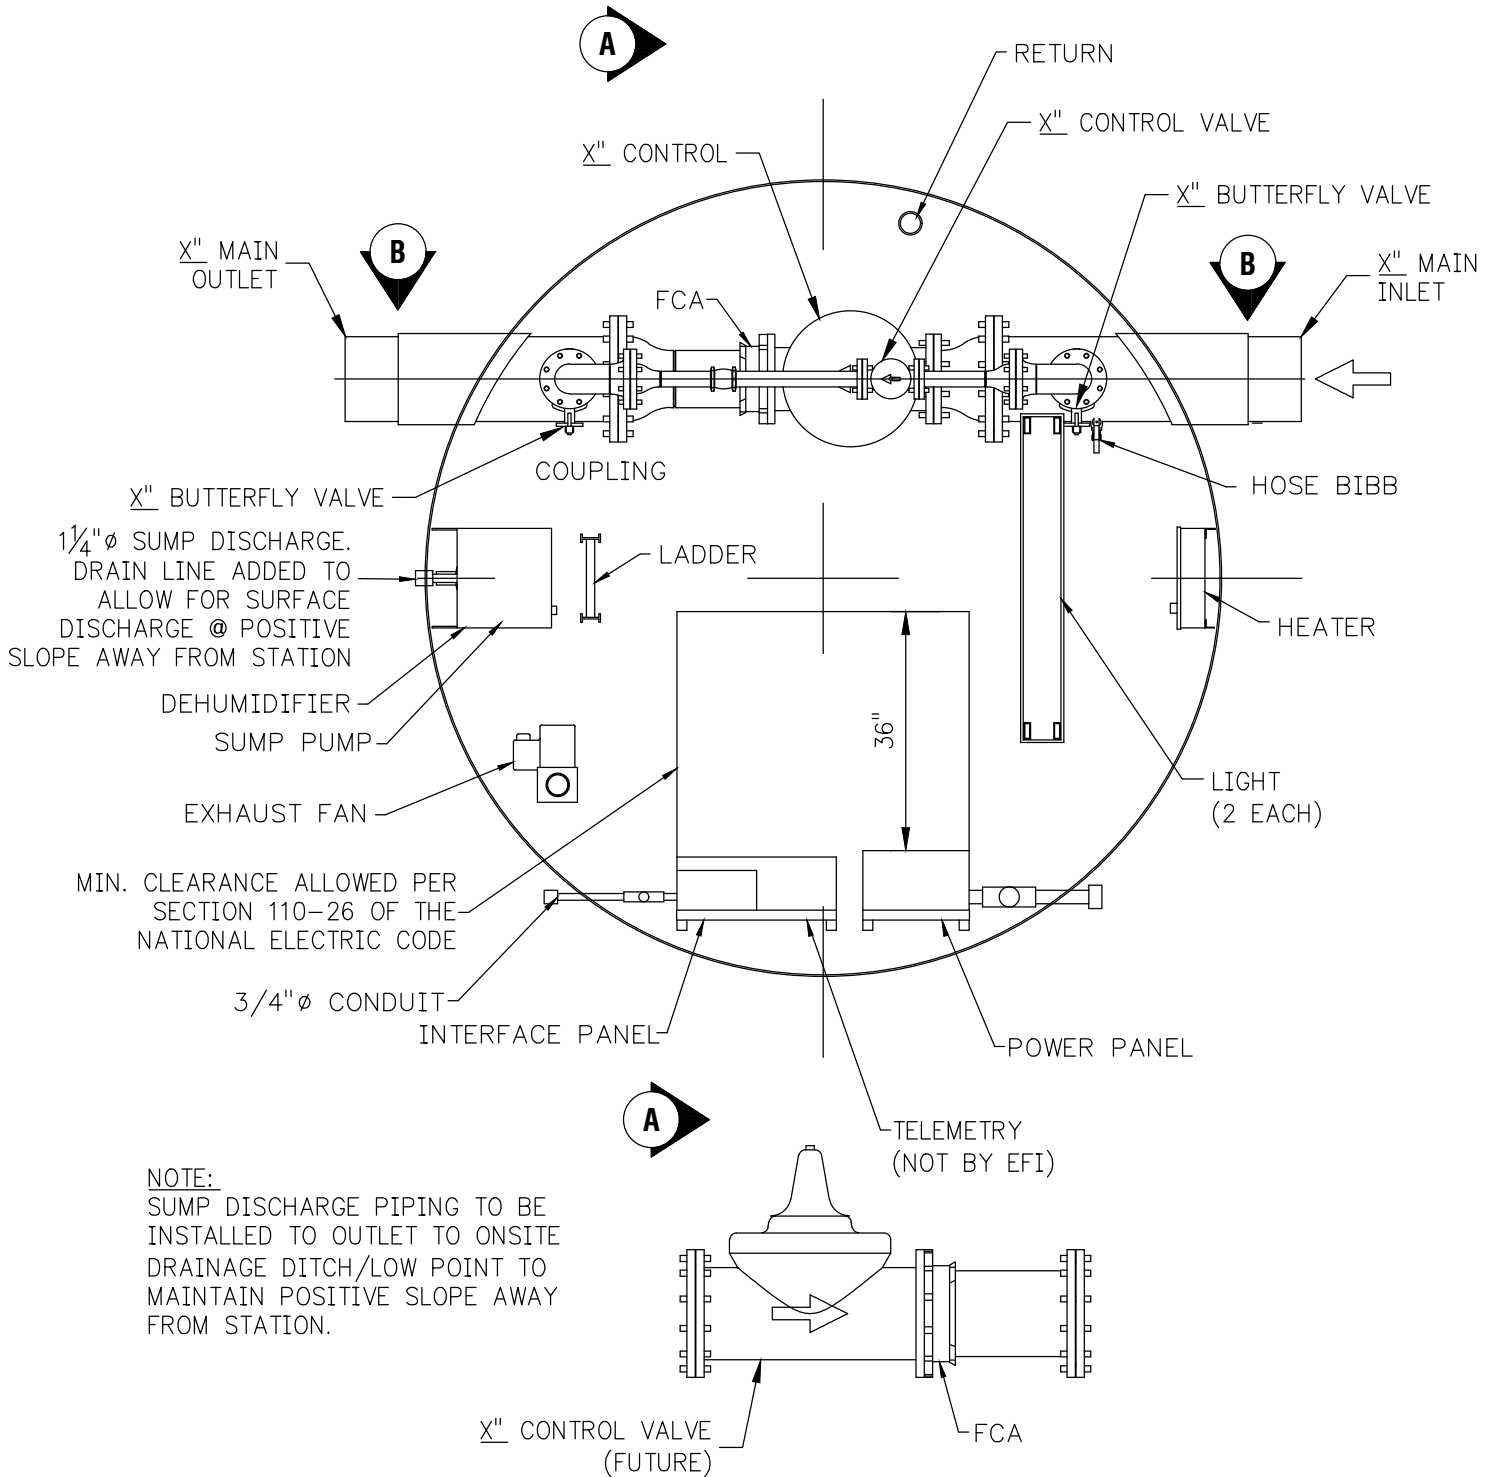 A
RETURN
X" CONTROL VALVE
X" CONTROL
X" BUTTERFLY VALVE
X" MAIN
OUTLET
B
B
X" MAIN
INLET
FCA
COUPLING
X" BUTTERFLY VALVE
HOSE BIBB
1 1/4"ø SUMP DISCHARGE.
DRAIN LINE ADDED TO
ALLOW FOR SURFACE
DISCHARGE @ POSITIVE
SLOPE AWAY FROM STATION
LADDER
HEATER
DEHUMIDIFIER
SUMP PUMP
36"
EXHAUST FAN
LIGHT
(2 EACH)
MIN. CLEARANCE ALLOWED PER
SECTION 110-26 OF THE
NATIONAL ELECTRIC CODE
3/4"ø CONDUIT
INTERFACE PANEL
POWER PANEL
A
TELEMETRY
(NOT BY EFI)
NOTE:
SUMP DISCHARGE PIPING TO BE
INSTALLED TO OUTLET TO ONSITE
DRAINAGE DITCH/LOW POINT TO
MAINTAIN POSITIVE SLOPE AWAY
FROM STATION.
X" CONTROL VALVE
(FUTURE)
FCA